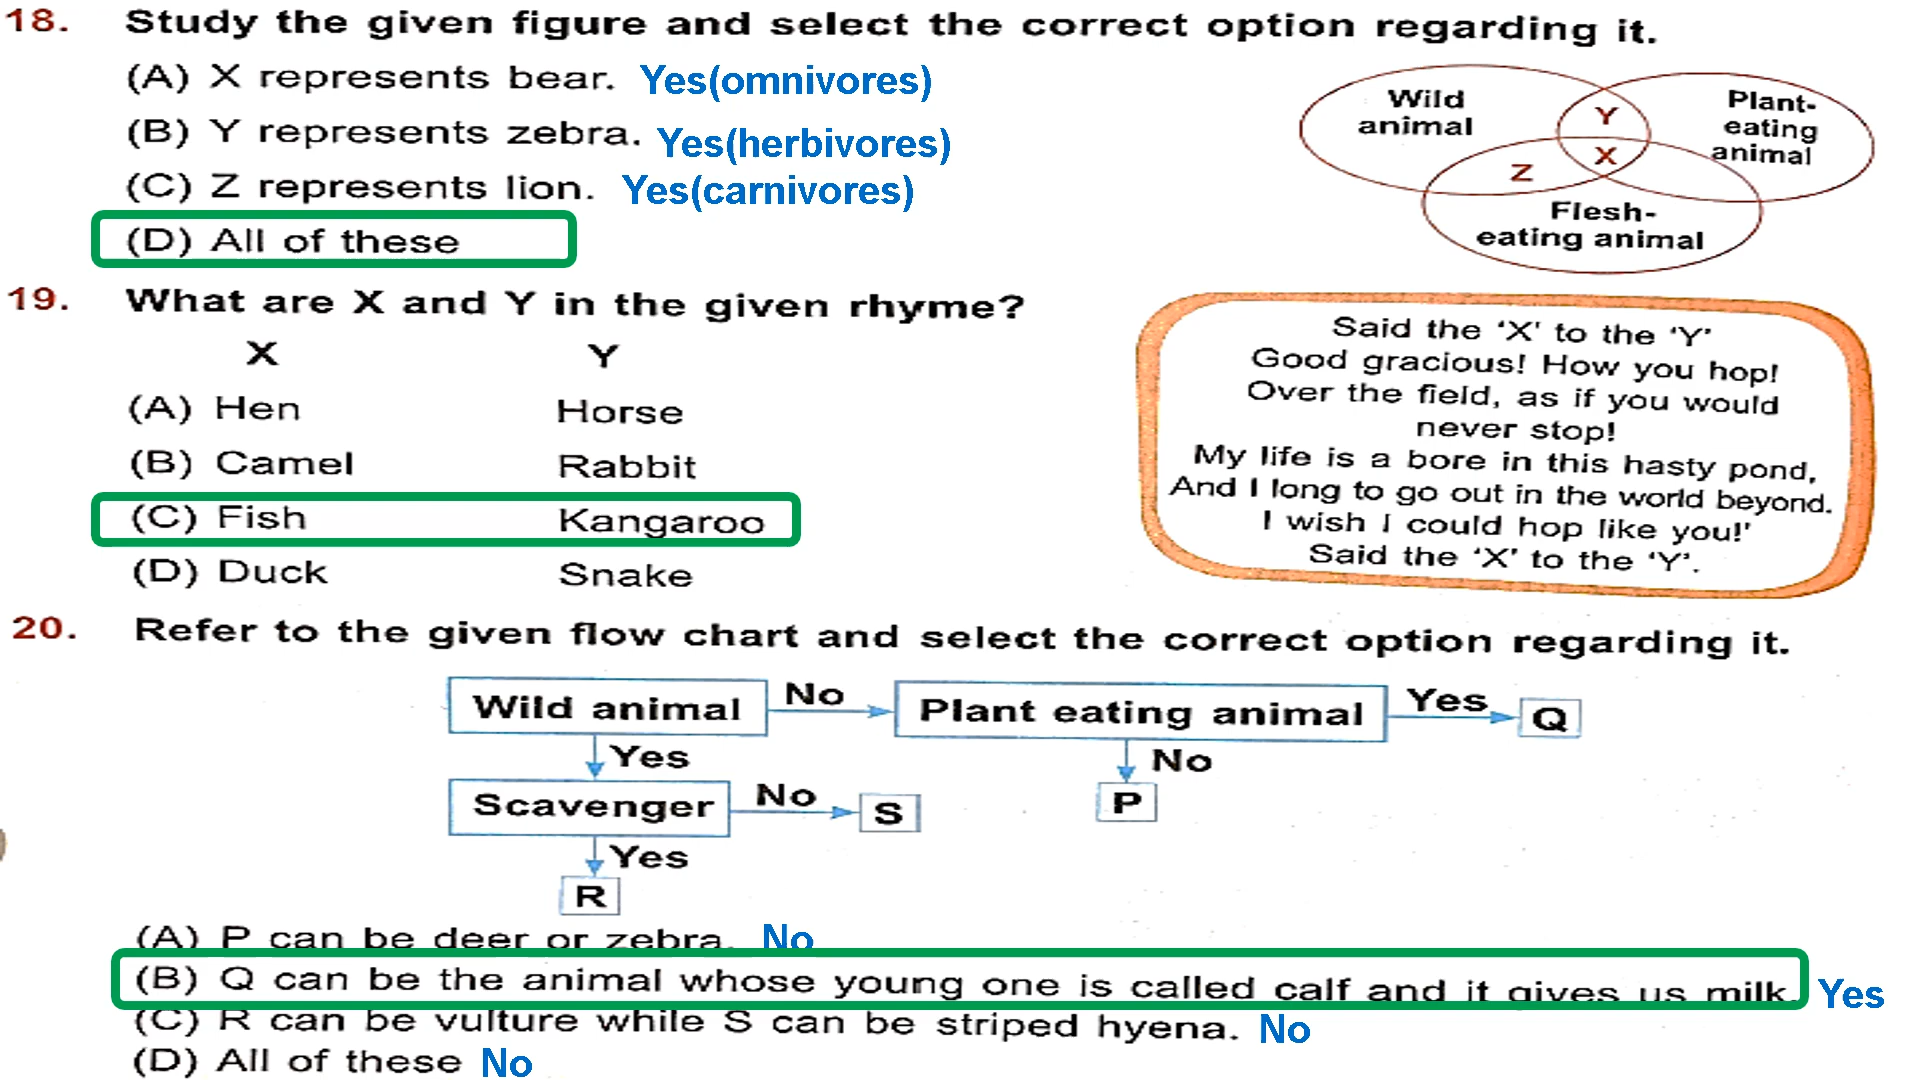 18. Study the given figure and select the correct option regarding it.
(A) X represents bear. Yes(omnivores)
(B) Y represents zebra. Yes(herbivores)
(C) Z represents lion. Yes(carnivores)
(D) All of these
Wild animal
Y
Plant-eating animal
X
Z
Flesh-eating animal
19. What are X and Y in the given rhyme?
X Y
(A) Hen Horse
(B) Camel Rabbit
(C) Fish Kangaroo
(D) Duck Snake
Said the 'X' to the 'Y'
Good gracious! How you hop!
Over the field, as if you would
never stop!
My life is a bore in this hasty pond,
And I long to go out in the world beyond.
I wish I could hop like you!'
Said the 'X' to the 'Y'.
20. Refer to the given flow chart and select the correct option regarding it.
Wild animal No Plant eating animal Yes Q
Yes No
Scavenger No S P
Yes
R
(A) P can be deer or zebra. No
(B) Q can be the animal whose young one is called calf and it gives us milk. Yes
(C) R can be vulture while S can be striped hyena. No
(D) All of these No